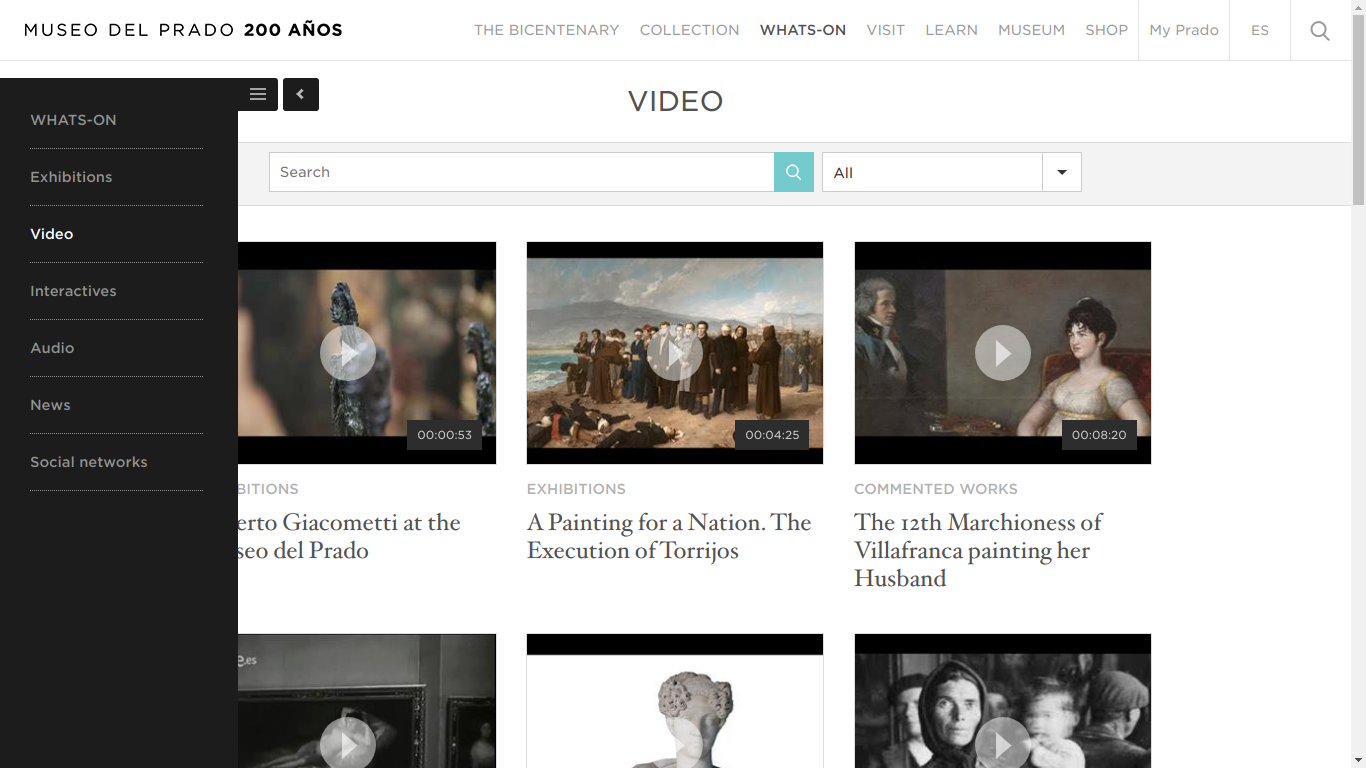 MUSEO DEL PRADO 200 AÑOS
THE BICENTENARY
COLLECTION
WHATS-ON
VISIT
LEARN
MUSEUM
SHOP
My Prado
ES
WHATS-ON
Exhibitions
Video
Interactives
Audio
News
Social networks
VIDEO
Search
All
00:00:53
BITIONS
erto Giacometti at the
seo del Prado
00:04:25
EXHIBITIONS
A Painting for a Nation. The
Execution of Torrijos
00:08:20
COMMENTED WORKS
The 12th Marchioness of
Villafranca painting her
Husband
e.es